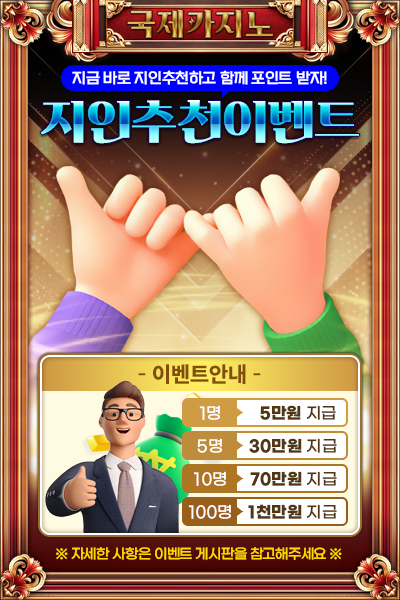 국제카지노
지금 바로 지인추천하고 함께 포인트 받자!
지인추천이벤트
- 이벤트안내 -
1명 5만원 지급
5명 30만원 지급
10명 70만원 지급
100명 1천만원 지급
※ 자세한 사항은 이벤트 게시판을 참고해주세요 ※